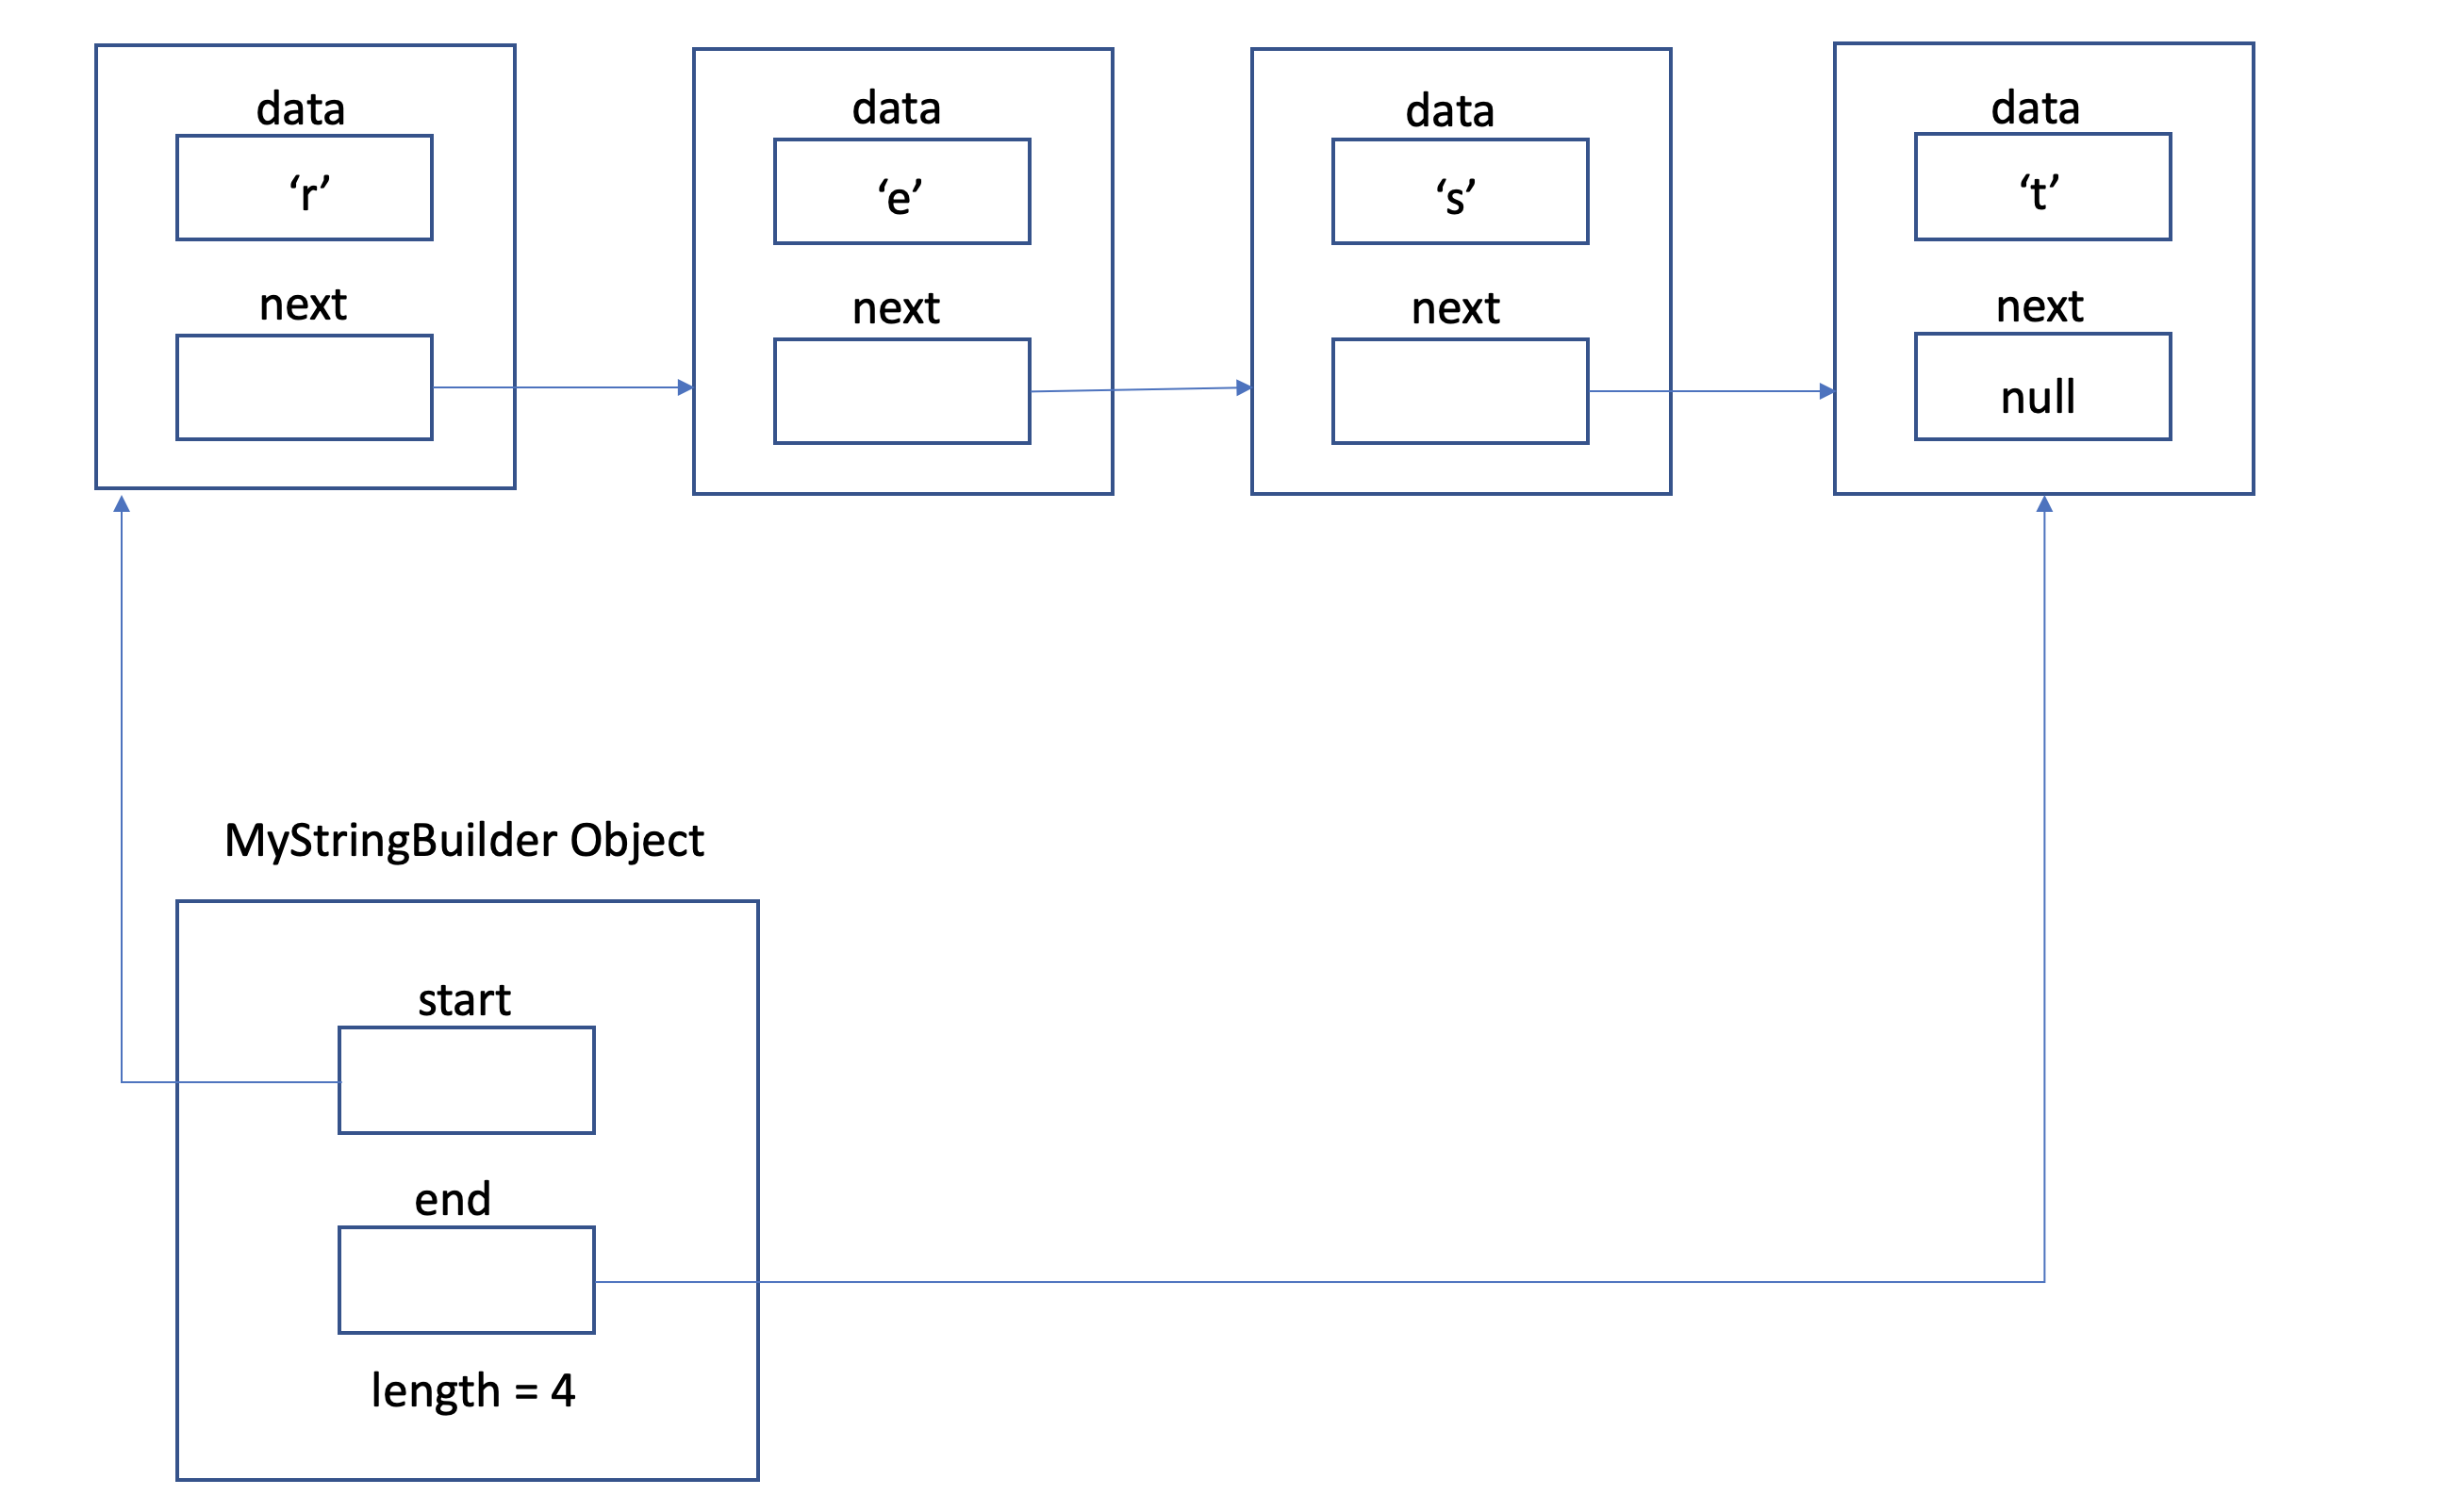 data
data
data
data
‘r’
‘e’
‘s’
‘t’
next
next
next
next
null
MyStringBuilder Object
start
end
length = 4